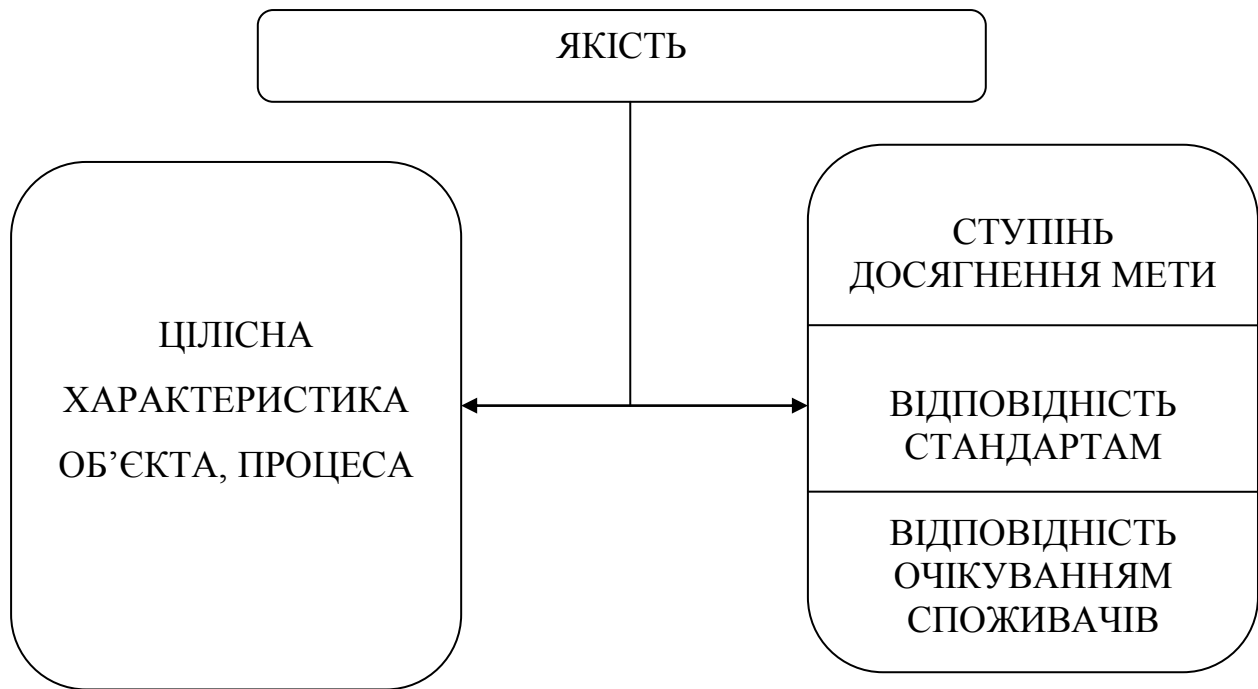 ЯКІСТЬ
ЦІЛІСНА
ХАРАКТЕРИСТИКА
ОБ’ЄКТА, ПРОЦЕСА
СТУПІНЬ
ДОСЯГНЕННЯ МЕТИ
ВІДПОВІДНІСТЬ
СТАНДАРТАМ
ВІДПОВІДНІСТЬ
ОЧІКУВАННЯМ
СПОЖИВАЧІВ